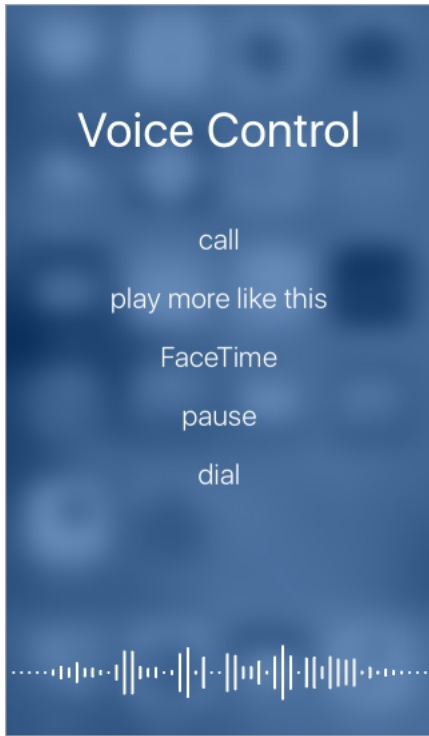 Voice Control
call
play more like this
FaceTime
pause
dial